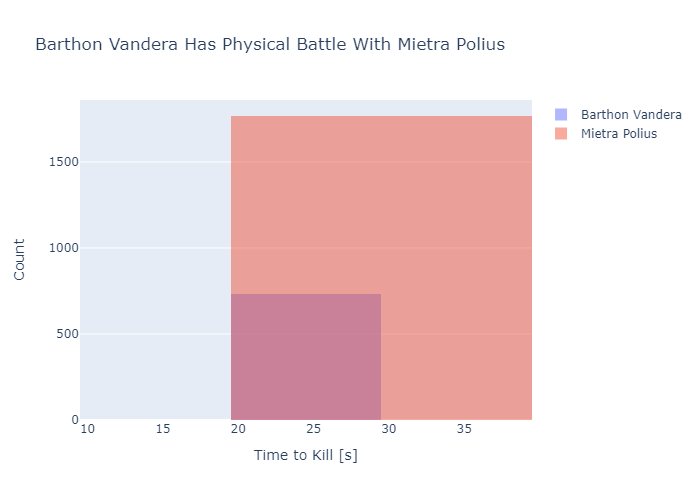 Barthon Vandera Has Physical Battle With Mietra Polius
Barthon Vandera
Mietra Polius
1500
1000
500
0
Count
10 15 20 25 30 35
Time to Kill [s]